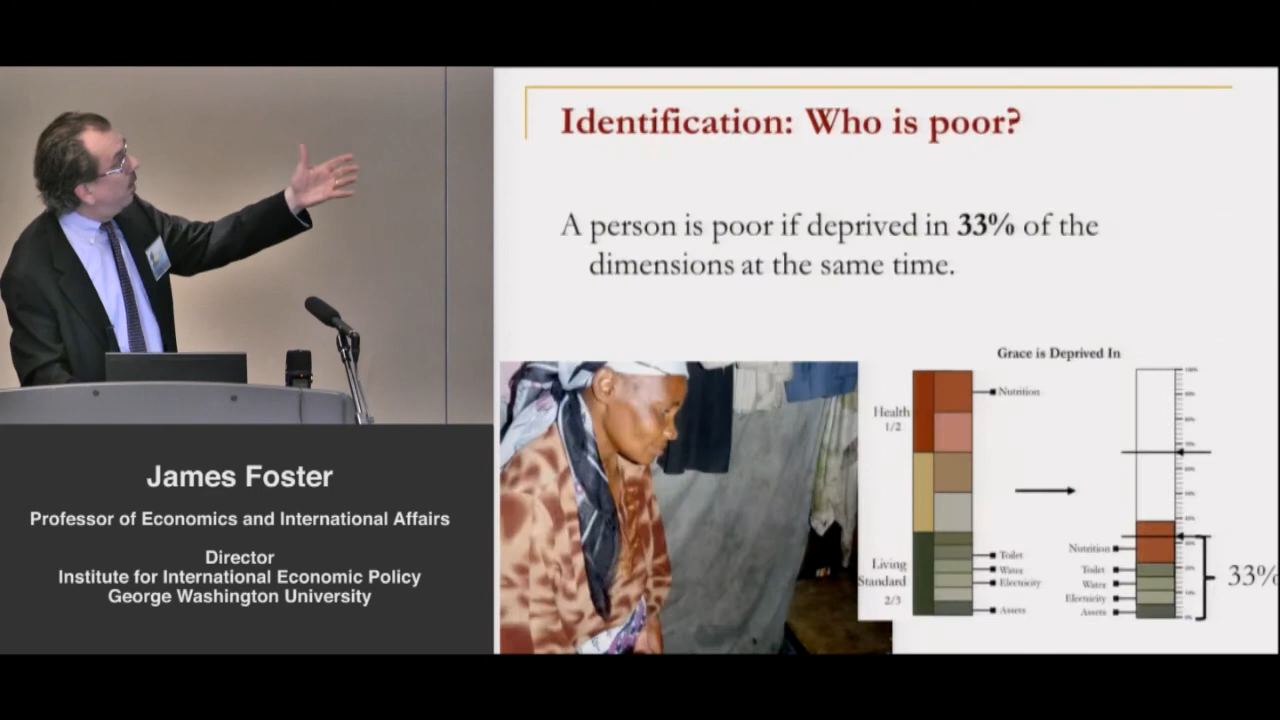 Identification: Who is poor?
A person is poor if deprived in 33% of the
dimensions at the same time.
Grace is Deprived In
Health
1/2
Nutrition
Living
Standard
2/3
Toilet
Water
Electricity
Assets
Nutrition
Toilet
Water
Electricity
Assets
33%
James Foster
Professor of Economics and International Affairs
Director
Institute for International Economic Policy
George Washington University